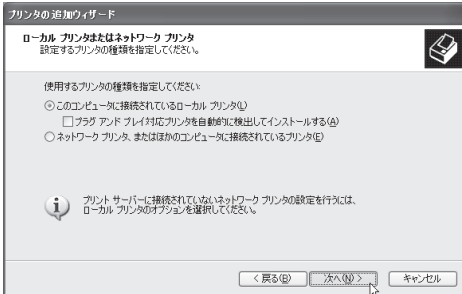 プリンタの追加ウィザード
ローカル プリンタまたはネットワーク プリンタ
設定するプリンタの種類を指定してください。
使用するプリンタの種類を指定してください:
このコンピュータに接続されているローカル プリンタ(L)
プラグ アンド プレイ対応プリンタを自動的に検出してインストールする(A)
ネットワーク プリンタ、またはほかのコンピュータに接続されているプリンタ(E)
プリント サーバーに接続されていないネットワーク プリンタの設定を行うには、
ローカル プリンタのオプションを選択してください。
< 戻る(B) 次へ(N) > キャンセル